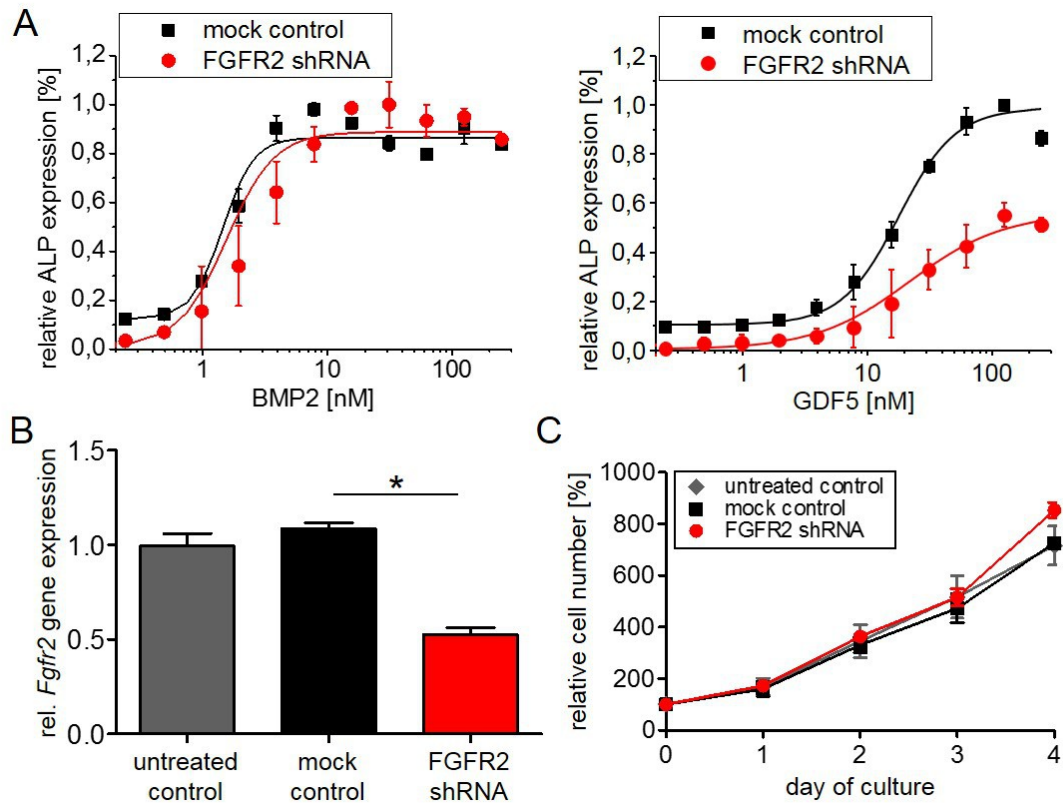 A
mock control
FGFR2 shRNA
relative ALP expression [%]
1,2
1,0
0,8
0,6
0,4
0,2
0,0
1
10
100
BMP2 [nM]
mock control
FGFR2 shRNA
relative ALP expression [%]
1,2
1,0
0,8
0,6
0,4
0,2
0,0
1
10
100
GDF5 [nM]
B
rel. Fgfr2 gene expression
1.5
1.0
0.5
0.0
*
untreated
control
mock
control
FGFR2
shRNA
C
untreated control
mock control
FGFR2 shRNA
relative cell number [%]
1000
800
600
400
200
0
0
1
2
3
4
day of culture